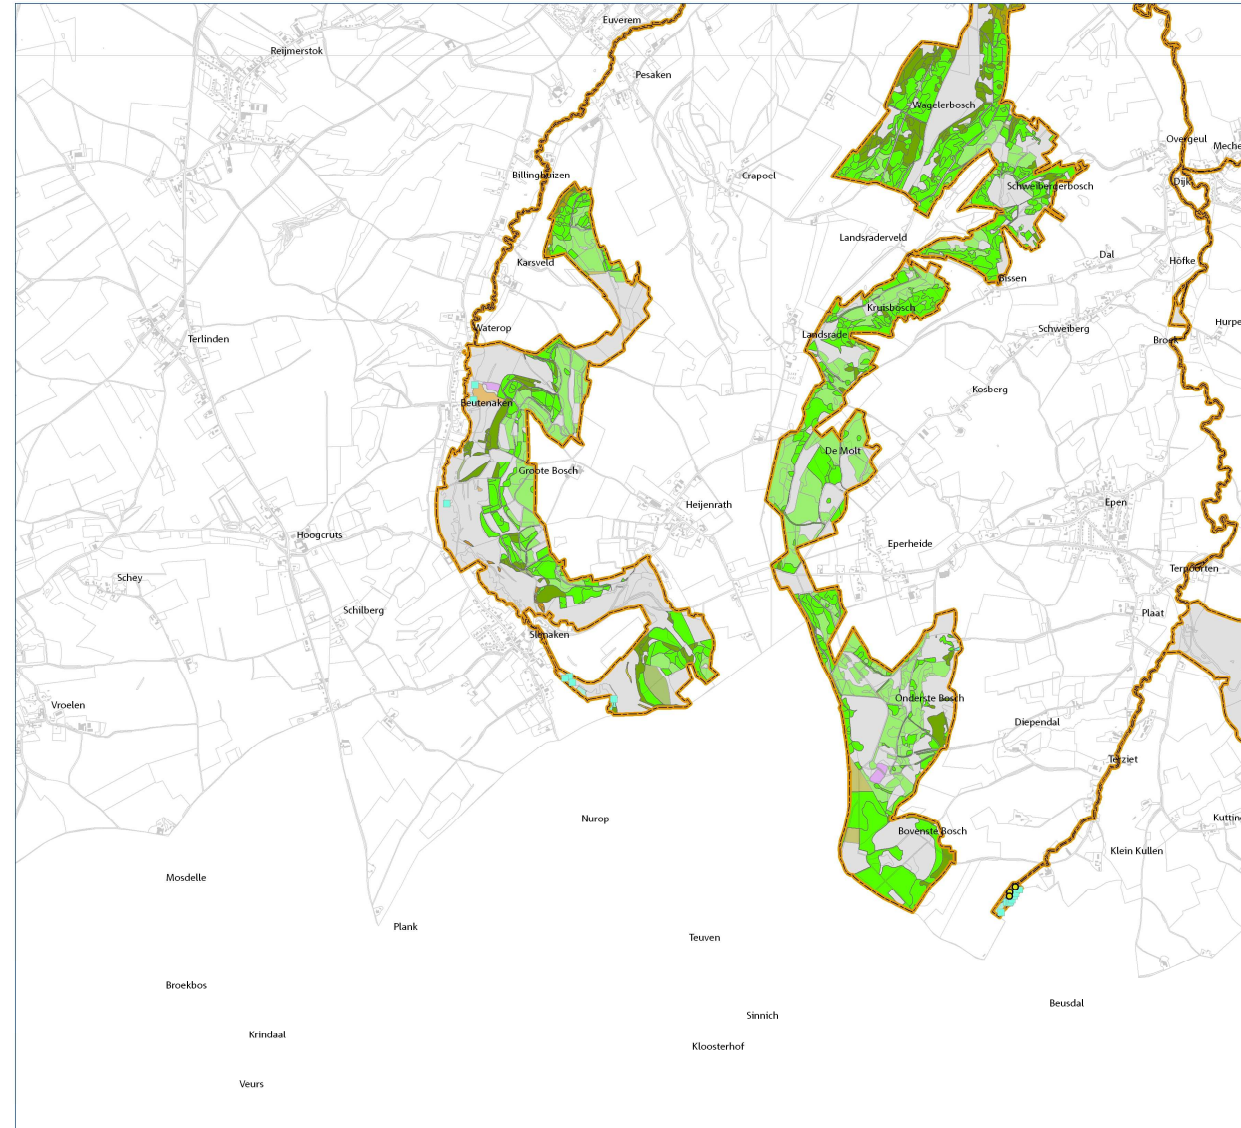 Euverem
Reijmerstok
Pesaken
Wagelerbosch
Overgeul
Meche
Billinghuizen
Crapoel
Dijk
Schweibergerbosch
Landsraderveld
Dal
Höfke
Karsveld
Bissen
Kruisbosch
Hurpe
Waterop
Schweiberg
Landsrade
Terlinden
Broek
Kosberg
Beutenaken
De Molt
Groote Bosch
Epen
Heijenrath
Hoogcruts
Eperheide
Terpoorten
Schey
Schilberg
Plaat
Slenaken
Onderste Bosch
Vroelen
Diependal
Terziet
Nurop
Kutting
Bovenste Bosch
Klein Kullen
Mosdelle
Plank
Teuven
Broekbos
Beusdal
Sinnich
Krindaal
Kloosterhof
Veurs